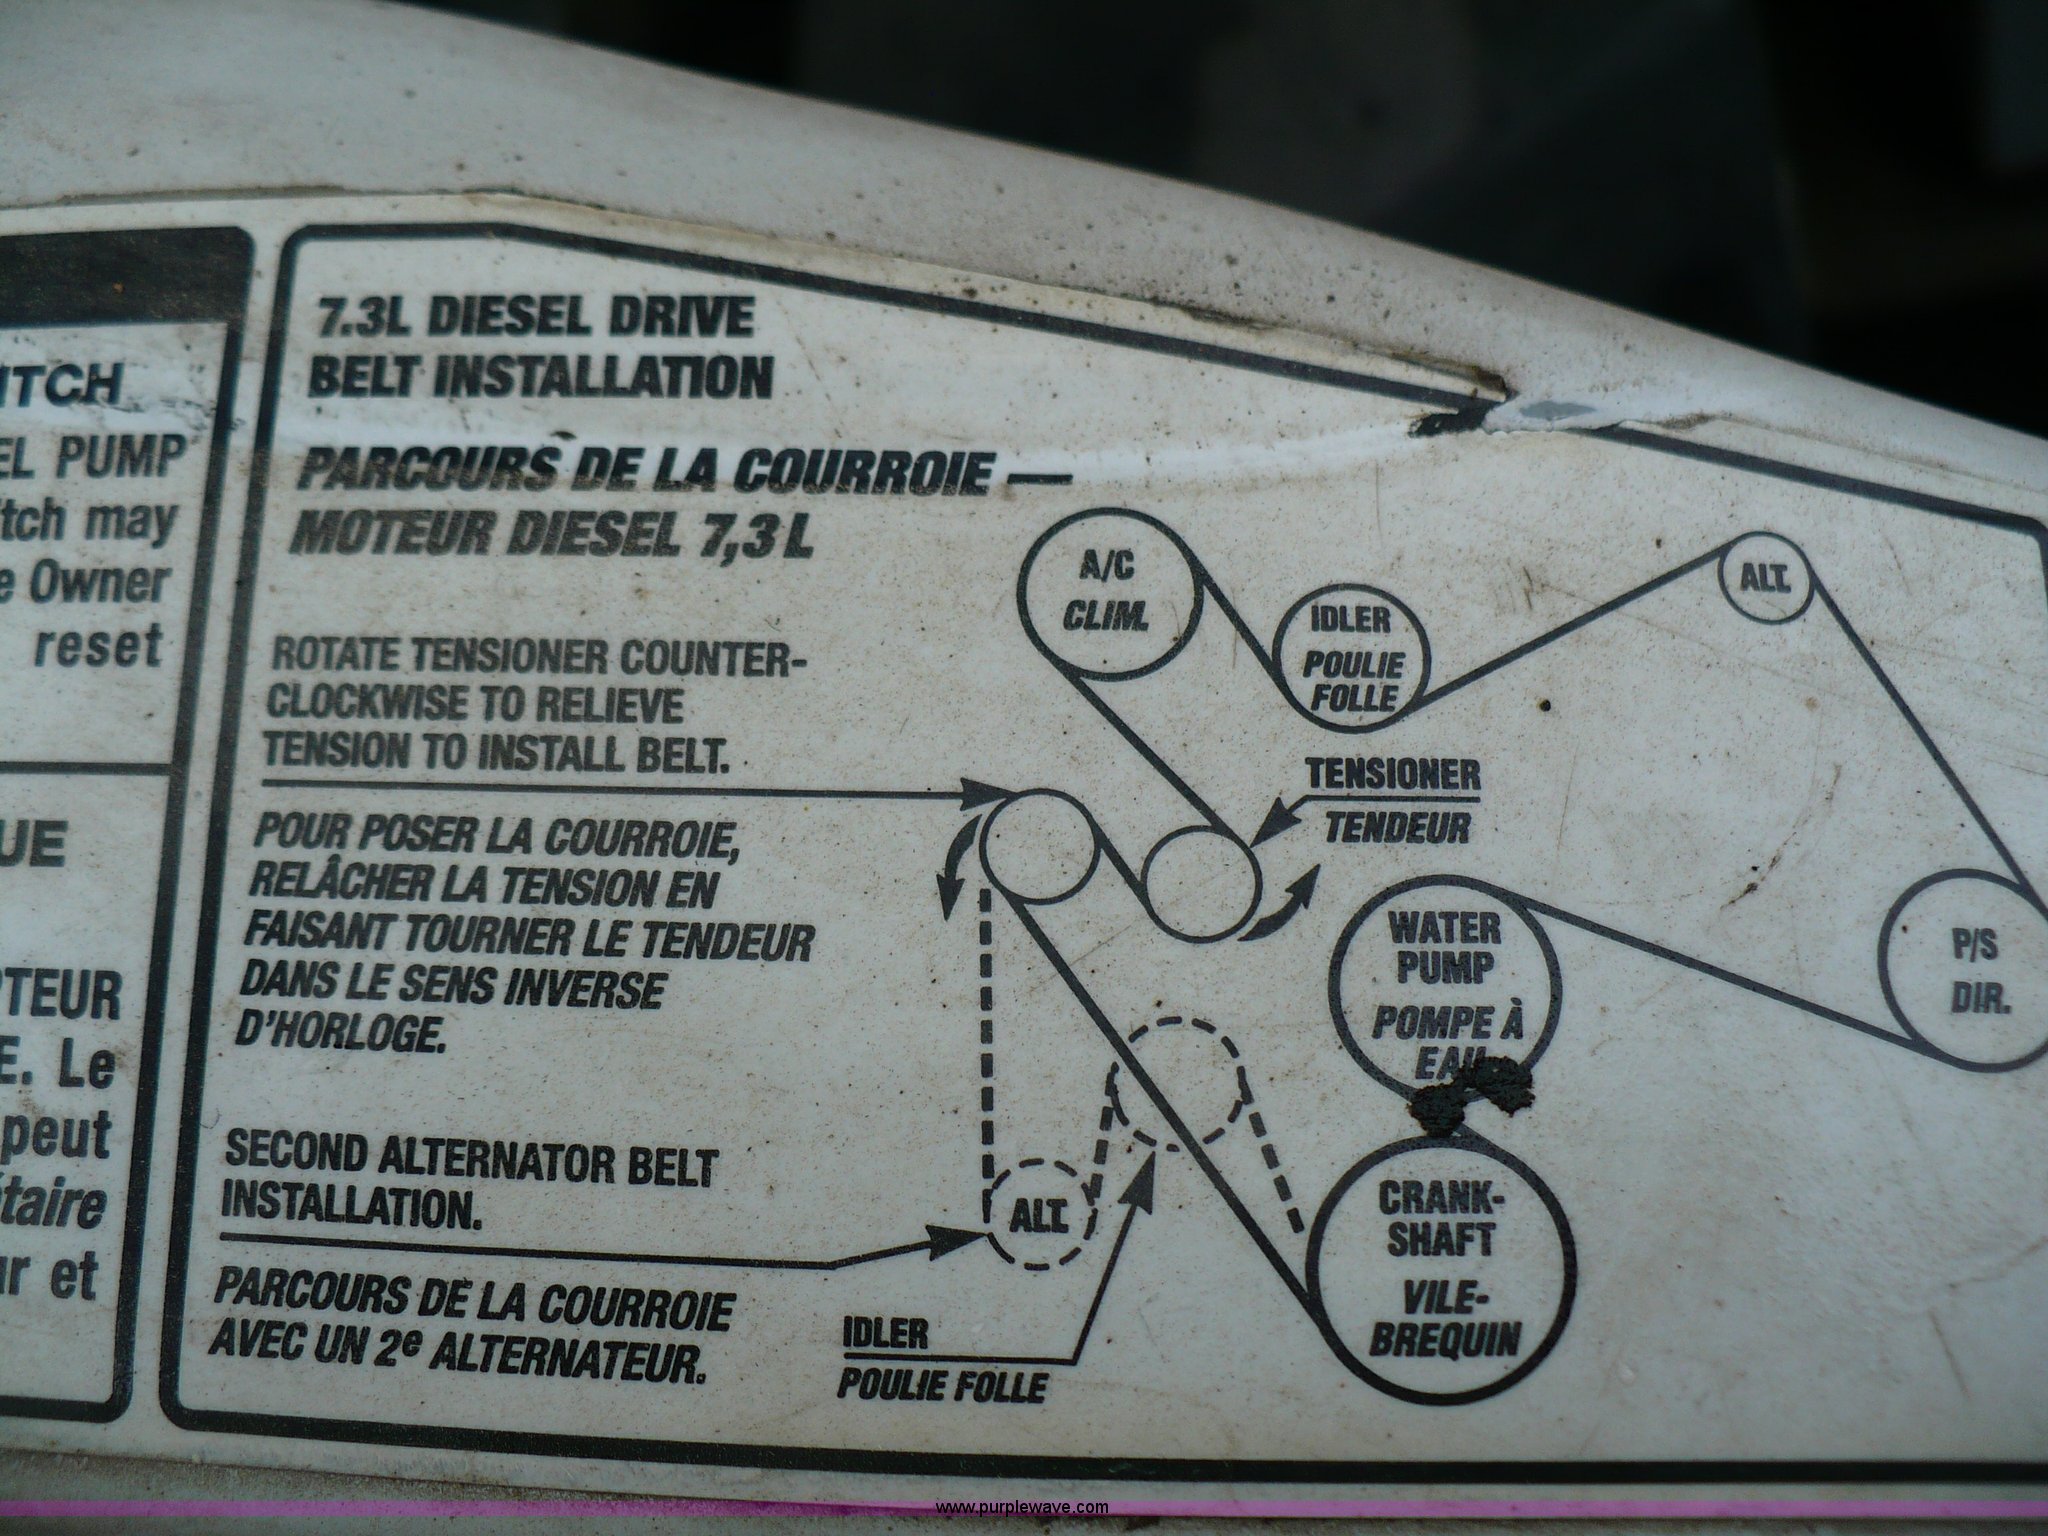 ITCH
EL PUMP
itch may
e Owner
reset
UE
PTEUR
E. Le
peut
étaire
ur et
7.3L DIESEL DRIVE
BELT INSTALLATION
PARCOURS DE LA COURROIE —
MOTEUR DIESEL 7,3 L
ROTATE TENSIONER COUNTER-
CLOCKWISE TO RELIEVE
TENSION TO INSTALL BELT.
POUR POSER LA COURROIE,
RELÂCHER LA TENSION EN
FAISANT TOURNER LE TENDEUR
DANS LE SENS INVERSE
D'HORLOGE.
SECOND ALTERNATOR BELT
INSTALLATION.
PARCOURS DE LA COURROIE
AVEC UN 2e ALTERNATEUR.
A/C
CLIM.
IDLER
POULIE
FOLLE
ALT.
TENSIONER
TENDEUR
WATER
PUMP
POMPE À
EAU
P/S
DIR.
CRANK-
SHAFT
VILE-
BREQUIN
ALT.
IDLER
POULIE FOLLE
www.purplewave.com